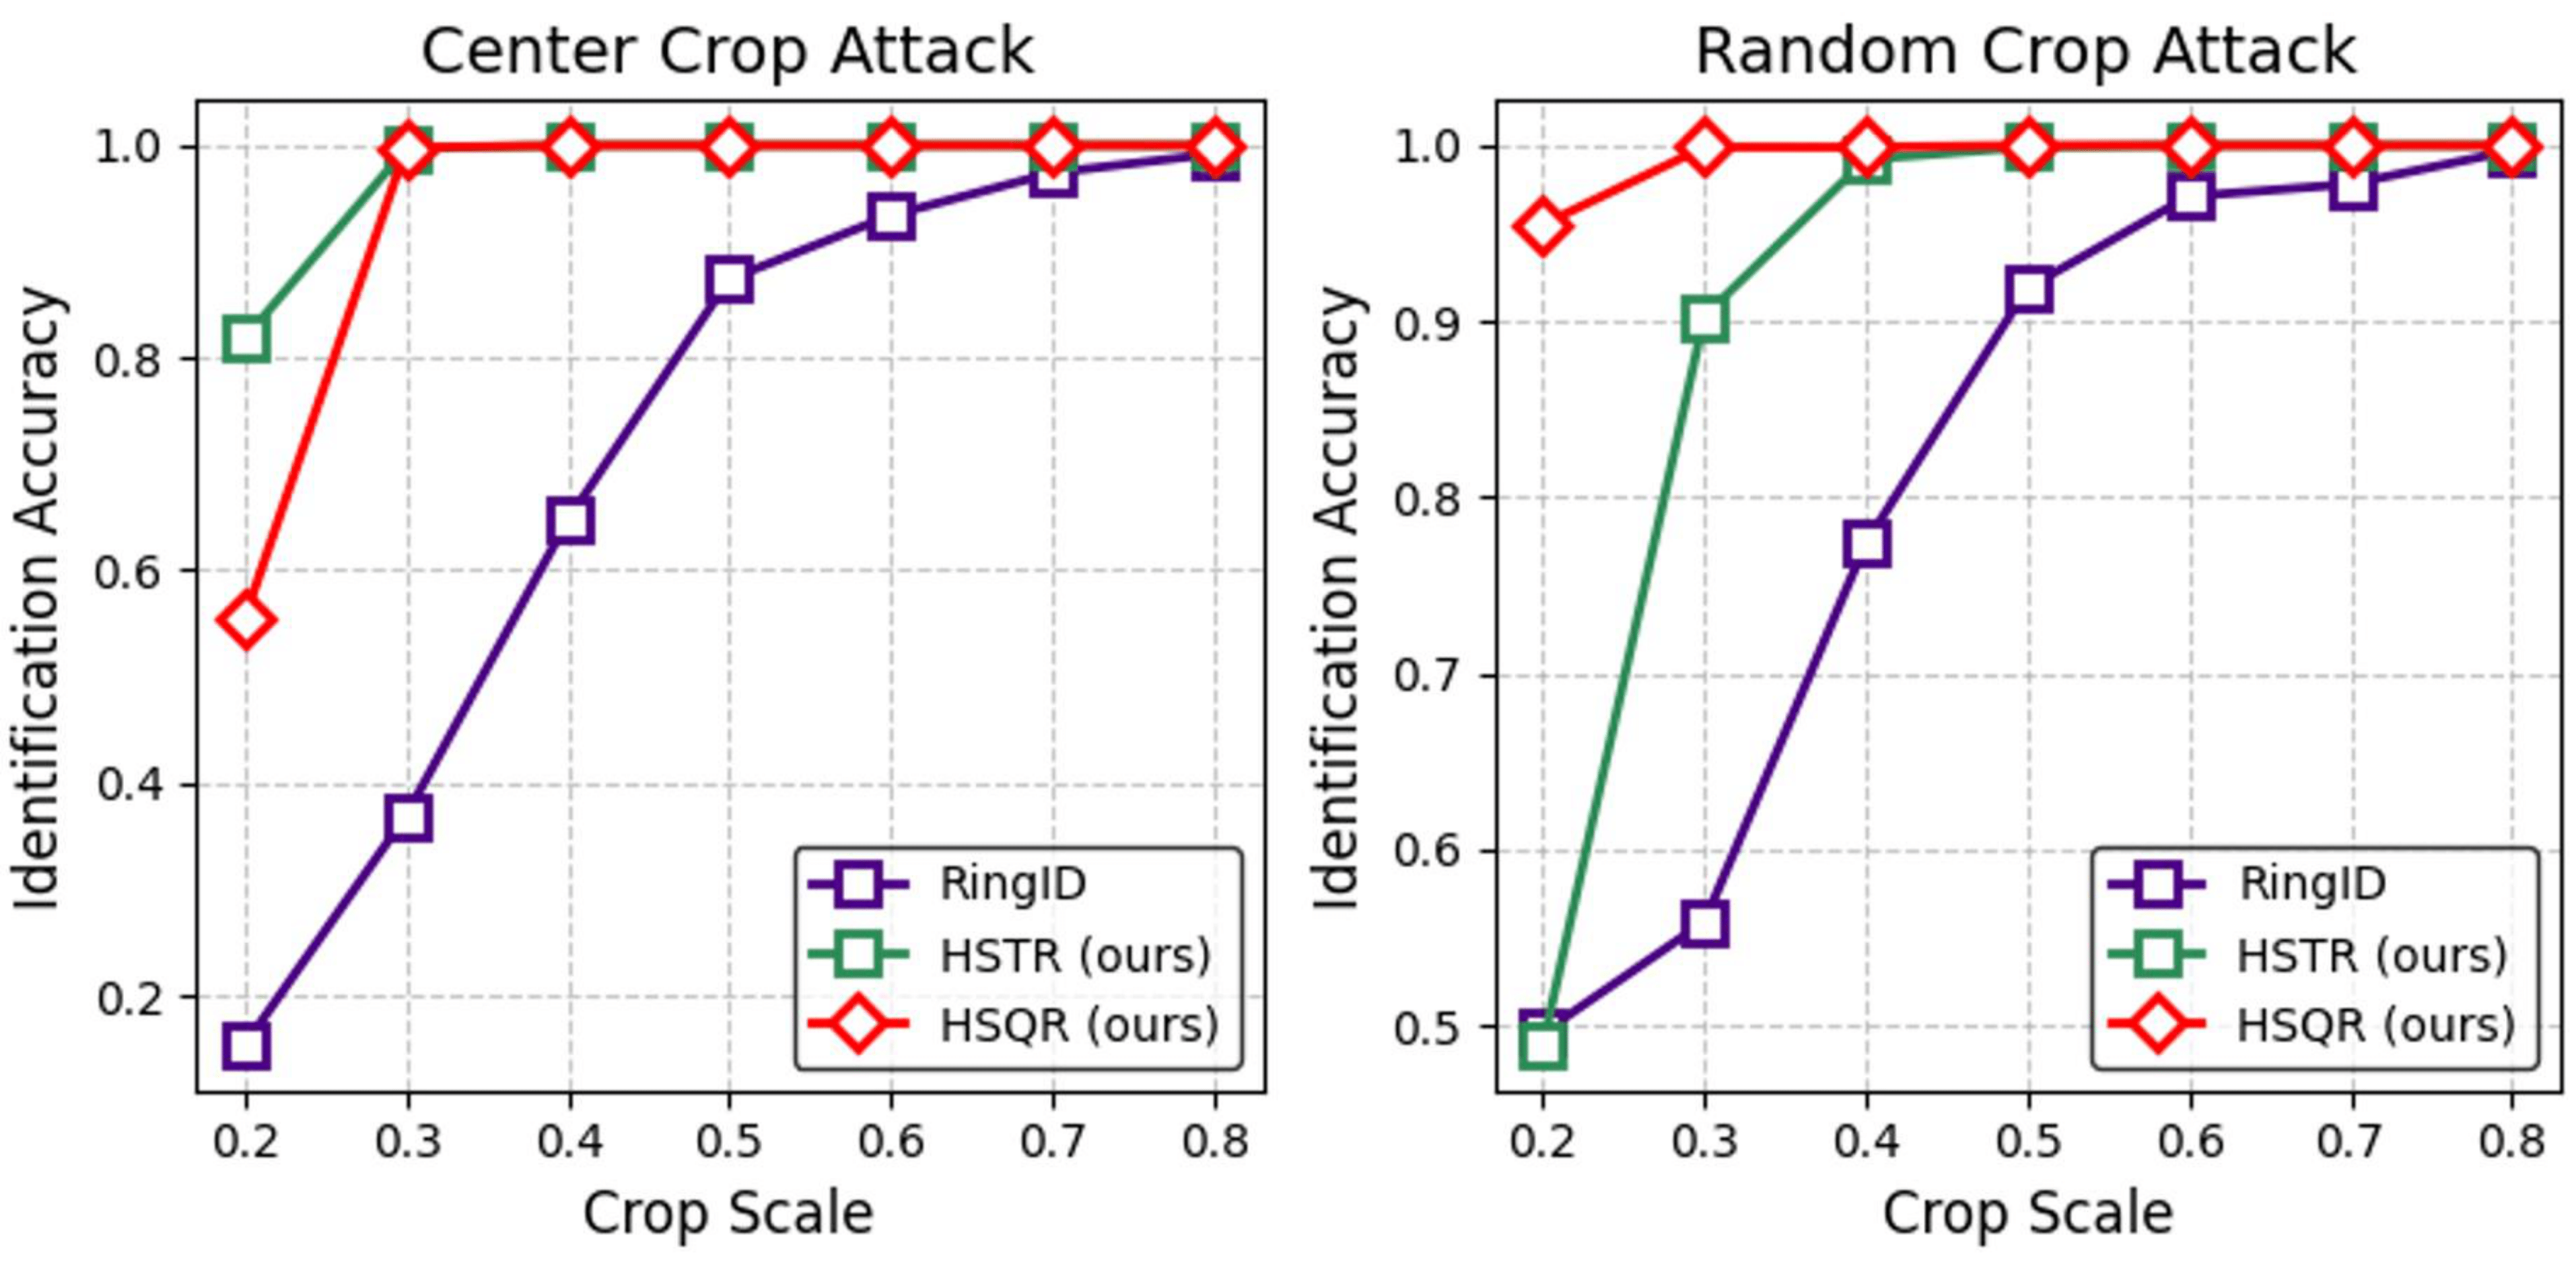 Center Crop Attack
Identification Accuracy
1.0
0.8
0.6
0.4
0.2
0.2 0.3 0.4 0.5 0.6 0.7 0.8
Crop Scale
RingID
HSTR (ours)
HSQR (ours)
Random Crop Attack
Identification Accuracy
1.0
0.9
0.8
0.7
0.6
0.5
0.2 0.3 0.4 0.5 0.6 0.7 0.8
Crop Scale
RingID
HSTR (ours)
HSQR (ours)